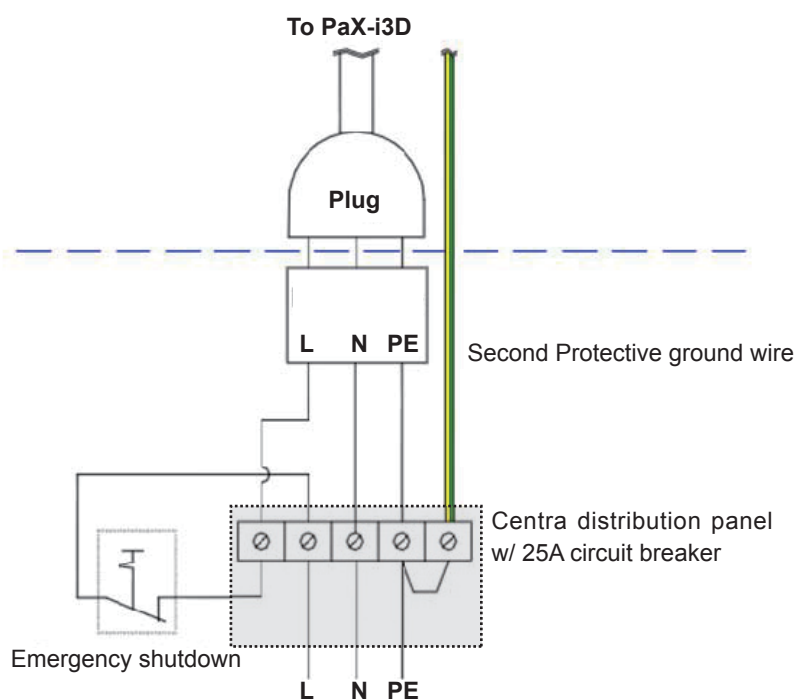 To PaX-i3D
Plug
L N PE
Second Protective ground wire
Centra distribution panel
w/ 25A circuit breaker
Emergency shutdown
L N PE